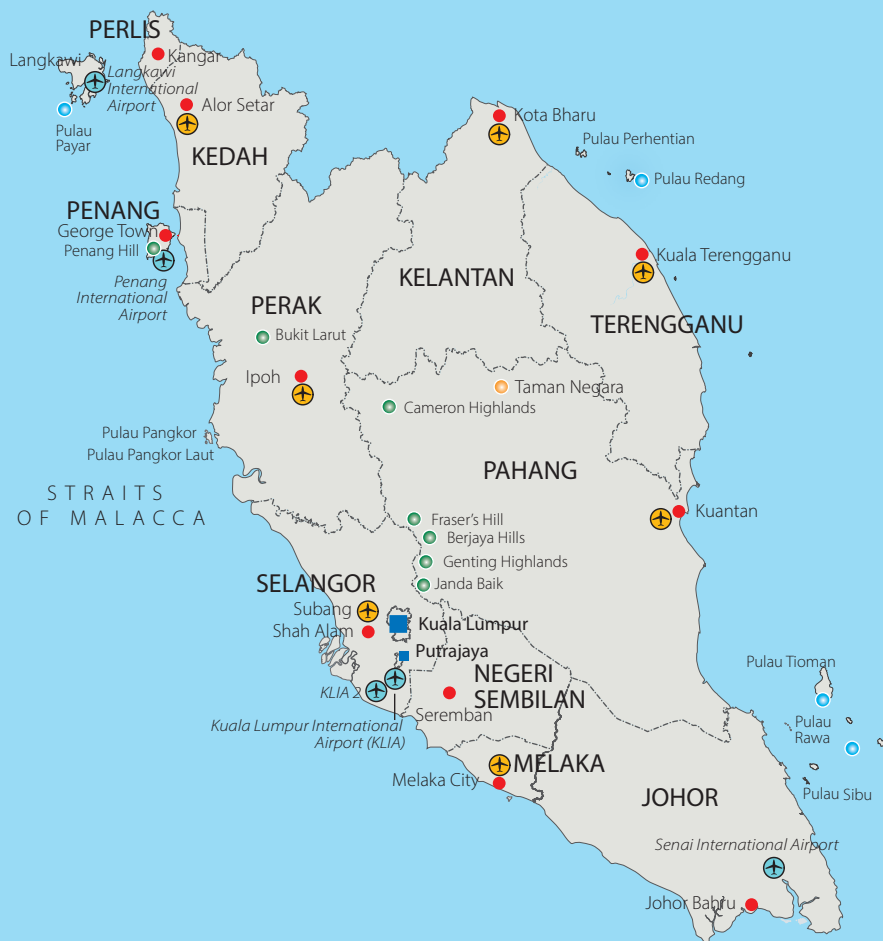 PERLIS
Langkawi
Kangar
Langkawi
International
Airport
Alor Setar
Pulau
Payar
KEDAH
Kota Bharu
Pulau Perhentian
Pulau Redang
PENANG
George Town
Penang Hill
Penang
International
Airport
KELANTAN
Kuala Terengganu
PERAK
TERENGGANU
Bukit Larut
Ipoh
Taman Negara
Cameron Highlands
Pulau Pangkor
Pulau Pangkor Laut
PAHANG
STRAITS
OF MALACCA
Kuantan
Fraser's Hill
Berjaya Hills
Genting Highlands
Janda Baik
SELANGOR
Subang
Shah Alam
Kuala Lumpur
Putrajaya
NEGERI
SEMBILAN
KLIA 2
Seremban
Kuala Lumpur International
Airport (KLIA)
Pulau Tioman
Pulau
Rawa
MELAKA
Melaka City
Pulau Sibu
JOHOR
Senai International Airport
Johor Bahru